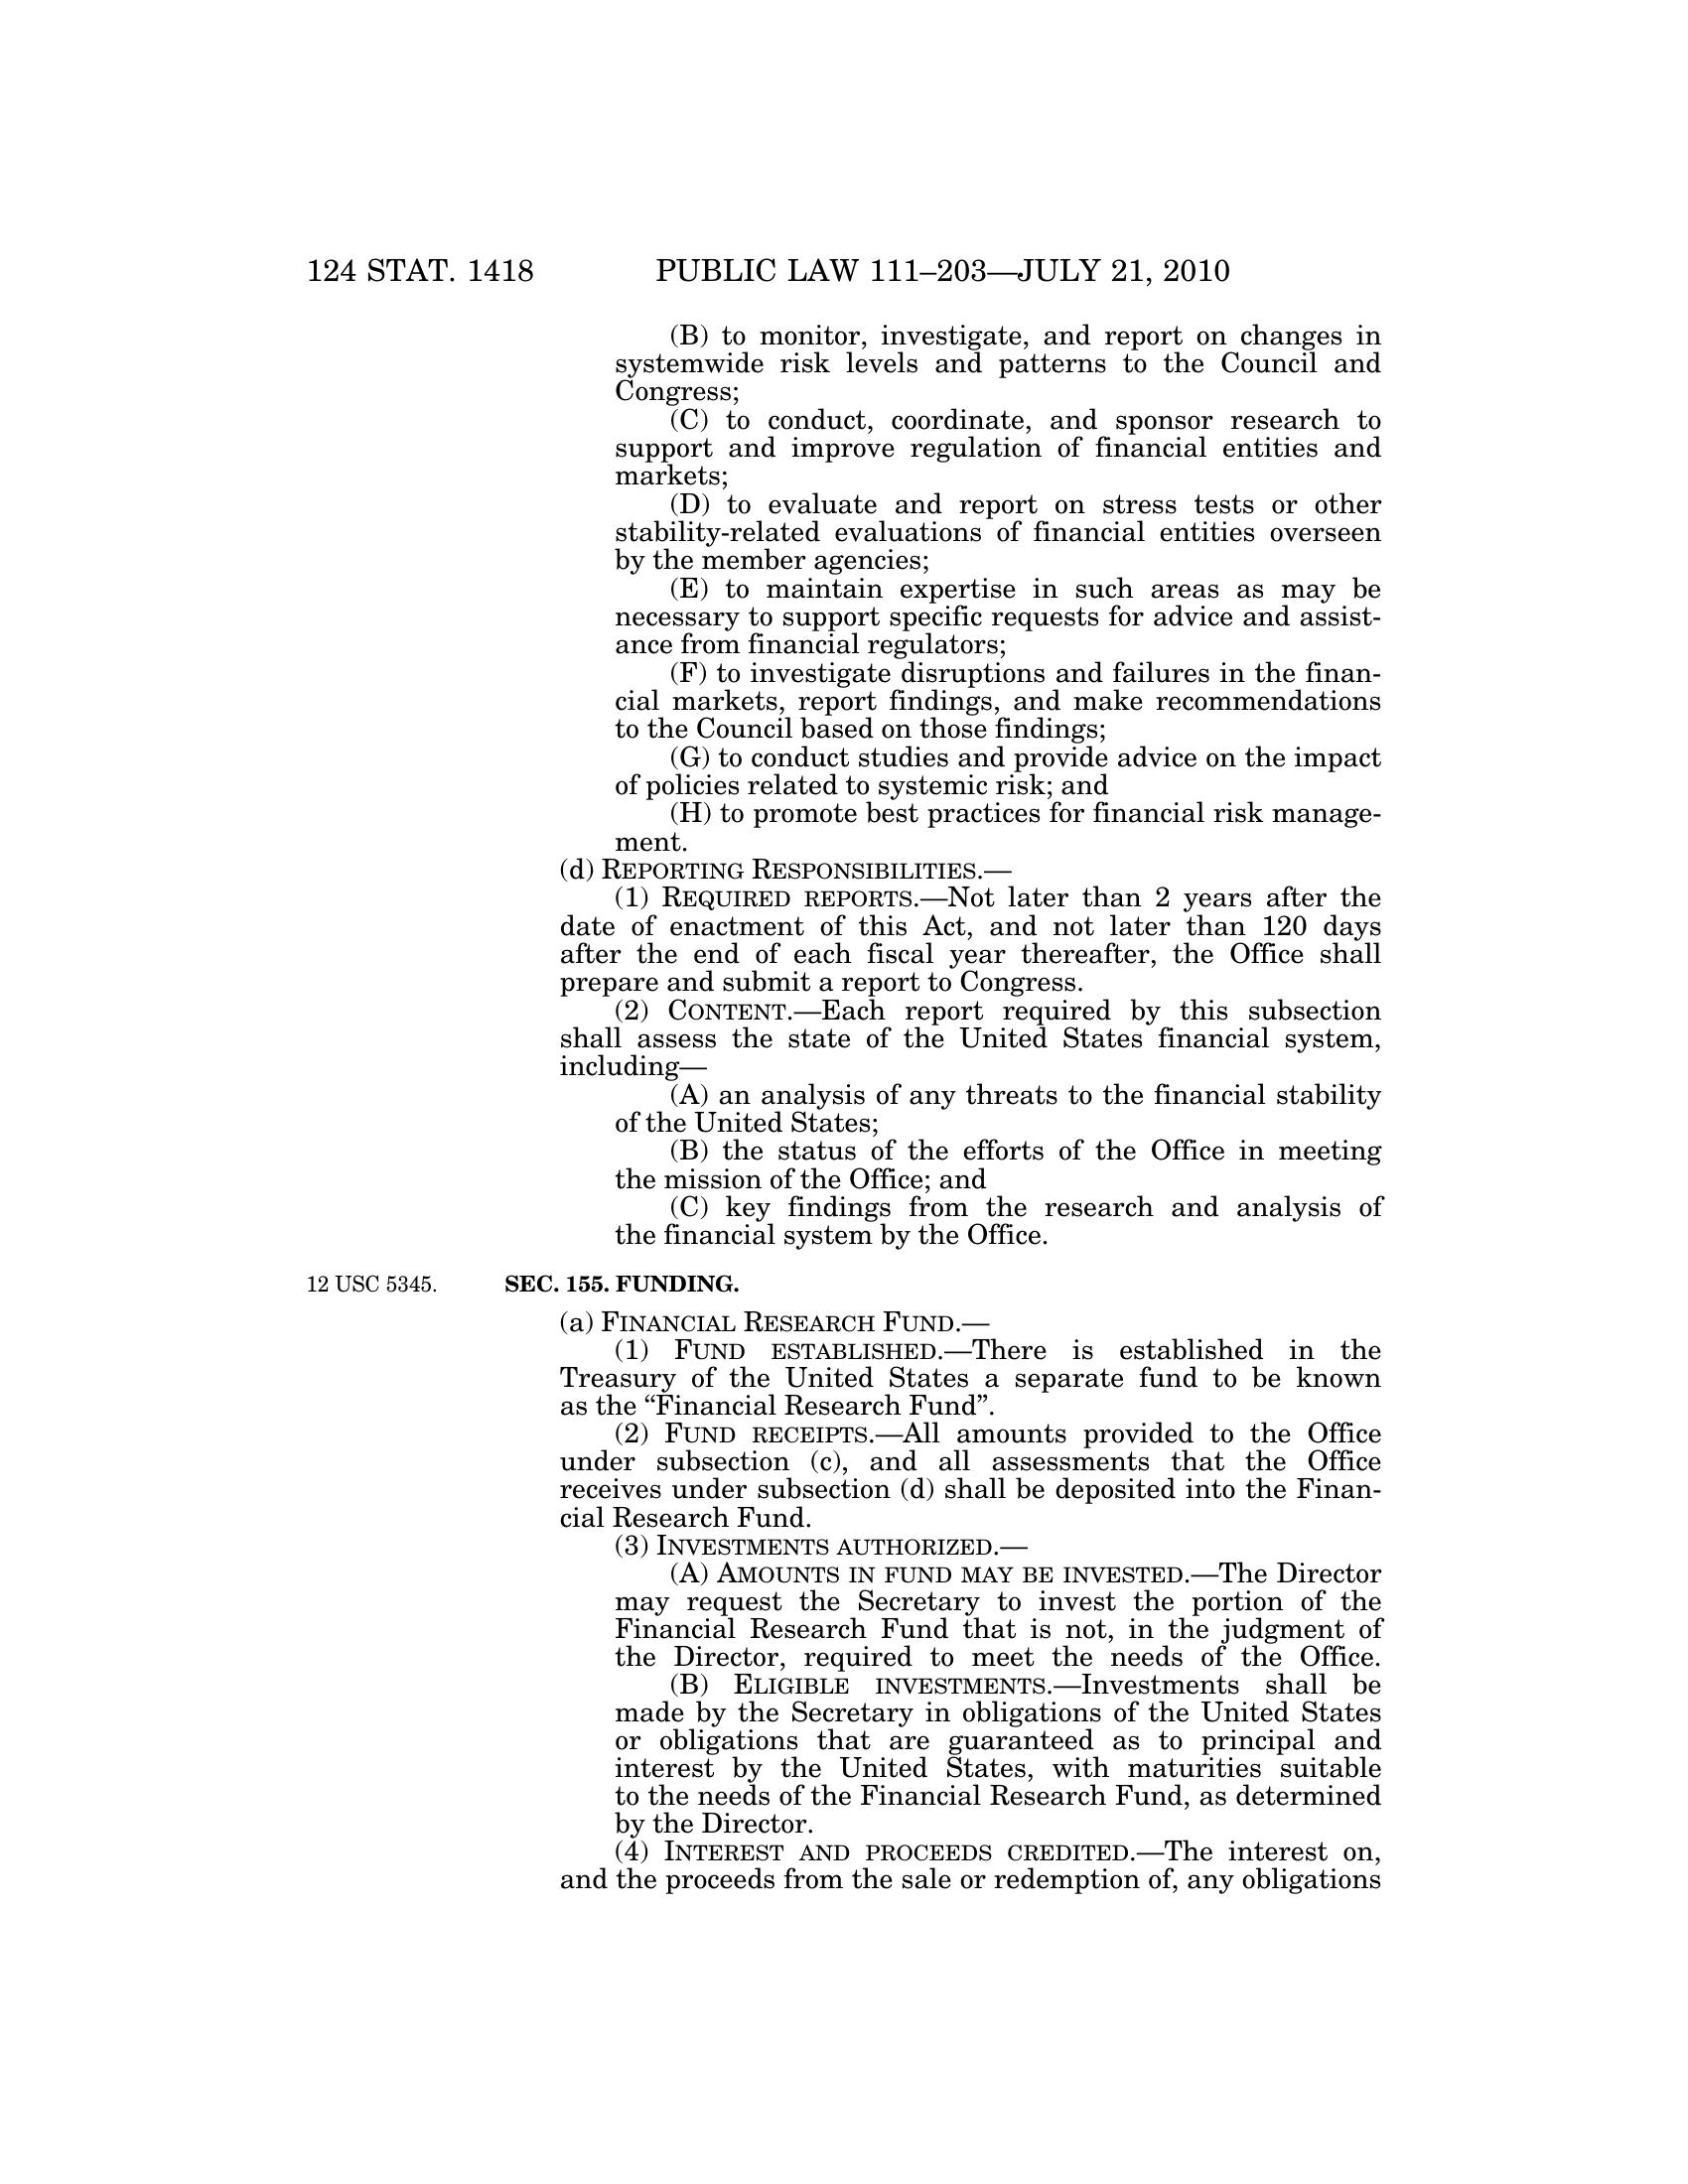 124 STAT. 1418 PUBLIC LAW 111–203—JULY 21, 2010
(B) to monitor, investigate, and report on changes in
systemwide risk levels and patterns to the Council and
Congress;
(C) to conduct, coordinate, and sponsor research to
support and improve regulation of financial entities and
markets;
(D) to evaluate and report on stress tests or other
stability-related evaluations of financial entities overseen
by the member agencies;
(E) to maintain expertise in such areas as may be
necessary to support specific requests for advice and assist-
ance from financial regulators;
(F) to investigate disruptions and failures in the finan-
cial markets, report findings, and make recommendations
to the Council based on those findings;
(G) to conduct studies and provide advice on the impact
of policies related to systemic risk; and
(H) to promote best practices for financial risk manage-
ment.
(d) REPORTING RESPONSIBILITIES.—
(1) REQUIRED REPORTS.—Not later than 2 years after the
date of enactment of this Act, and not later than 120 days
after the end of each fiscal year thereafter, the Office shall
prepare and submit a report to Congress.
(2) CONTENT.—Each report required by this subsection
shall assess the state of the United States financial system,
including—
(A) an analysis of any threats to the financial stability
of the United States;
(B) the status of the efforts of the Office in meeting
the mission of the Office; and
(C) key findings from the research and analysis of
the financial system by the Office.
12 USC 5345. SEC. 155. FUNDING.
(a) FINANCIAL RESEARCH FUND.—
(1) FUND ESTABLISHED.—There is established in the
Treasury of the United States a separate fund to be known
as the “Financial Research Fund”.
(2) FUND RECEIPTS.—All amounts provided to the Office
under subsection (c), and all assessments that the Office
receives under subsection (d) shall be deposited into the Finan-
cial Research Fund.
(3) INVESTMENTS AUTHORIZED.—
(A) AMOUNTS IN FUND MAY BE INVESTED.—The Director
may request the Secretary to invest the portion of the
Financial Research Fund that is not, in the judgment of
the Director, required to meet the needs of the Office.
(B) ELIGIBLE INVESTMENTS.—Investments shall be
made by the Secretary in obligations of the United States
or obligations that are guaranteed as to principal and
interest by the United States, with maturities suitable
to the needs of the Financial Research Fund, as determined
by the Director.
(4) INTEREST AND PROCEEDS CREDITED.—The interest on,
and the proceeds from the sale or redemption of, any obligations